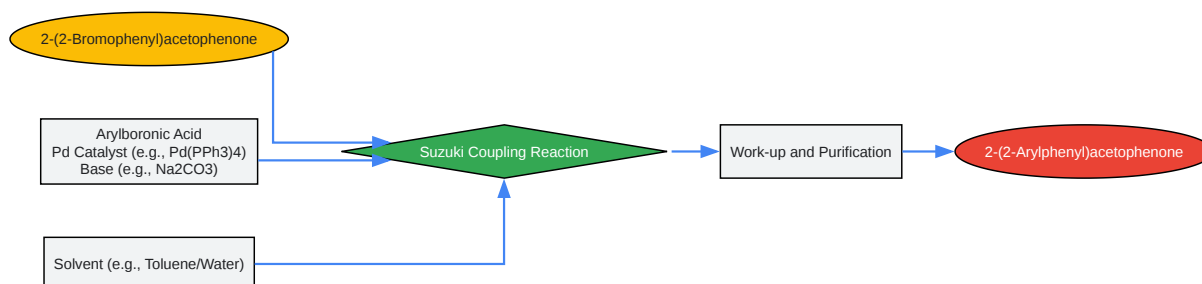 2-(2-Bromophenyl)acetophenone
Arylboronic Acid
Pd Catalyst (e.g., Pd(PPh3)4)
Base (e.g., Na2CO3)
Suzuki Coupling Reaction
Work-up and Purification
2-(2-Arylphenyl)acetophenone
Solvent (e.g., Toluene/Water)